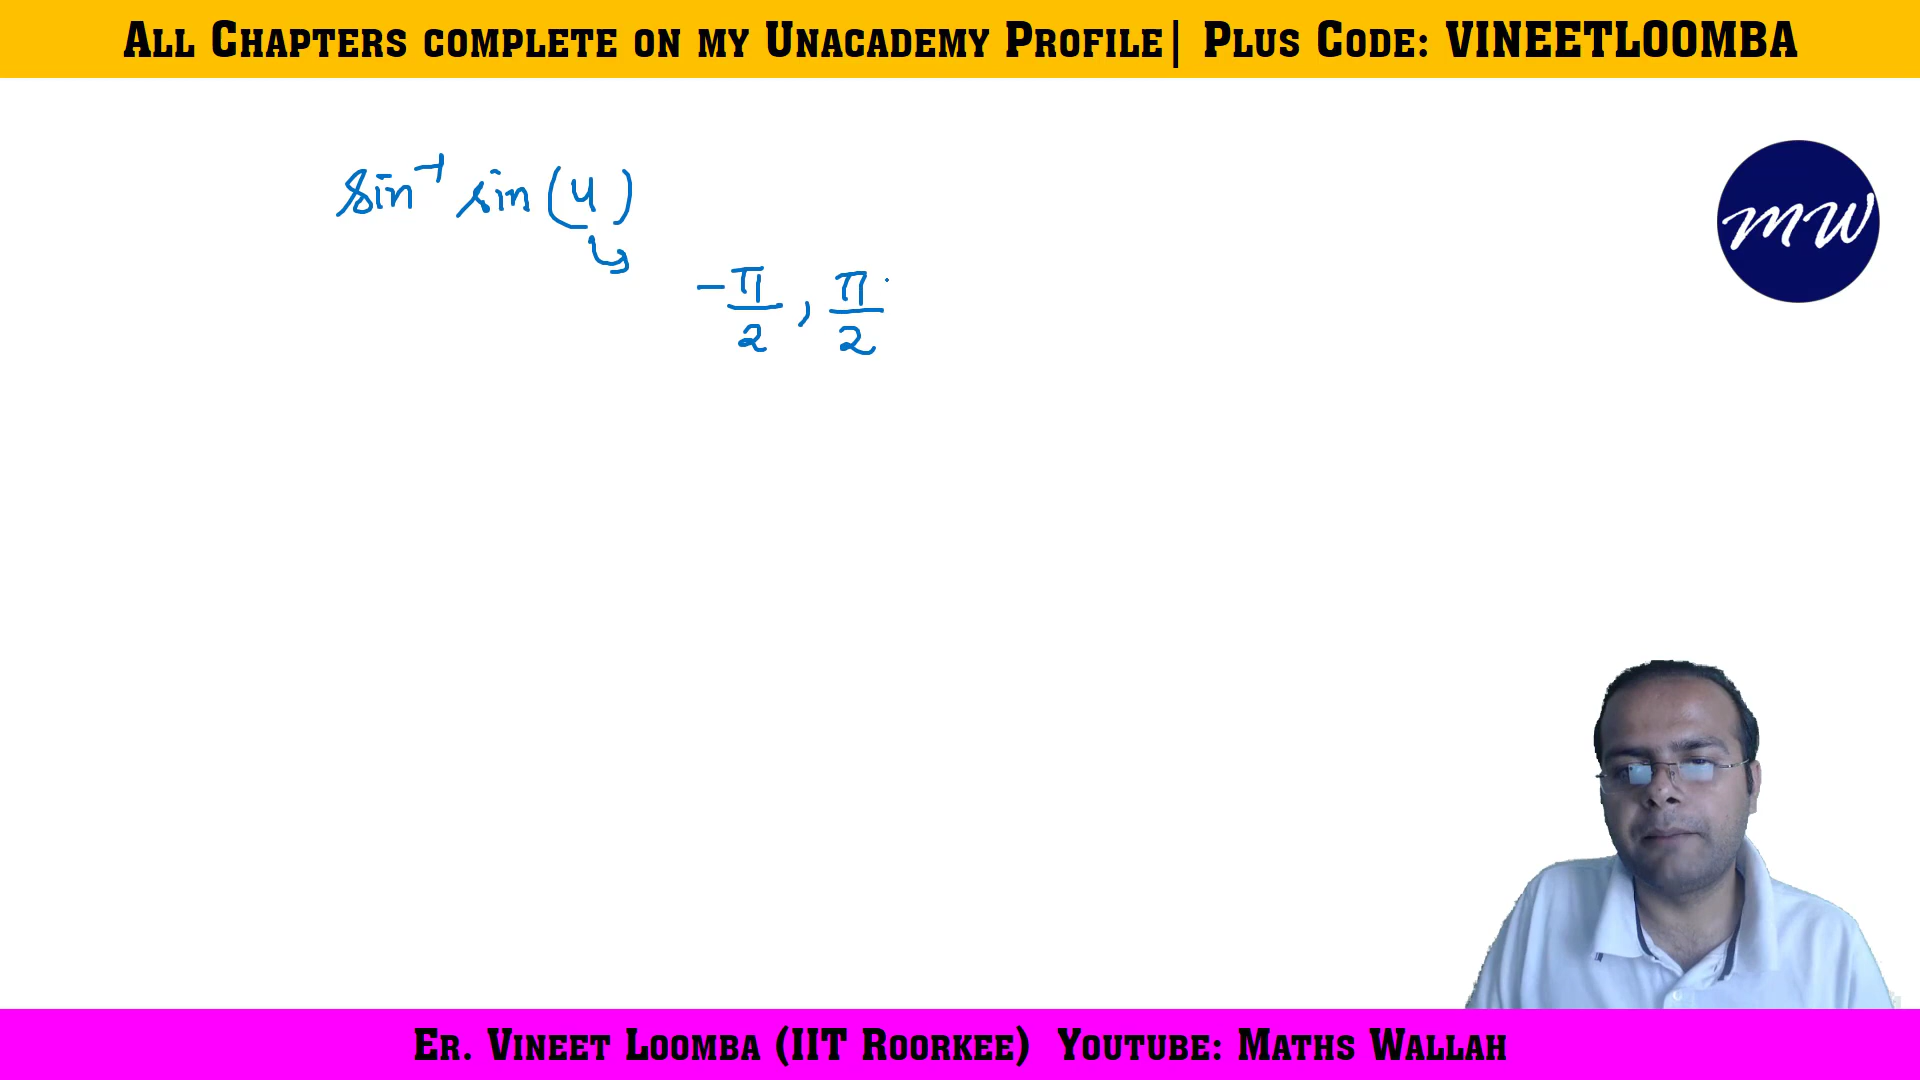 ALL CHAPTERS COMPLETE ON MY UNACADEMY PROFILE| PLUS CODE: VINEETLOOMBA
sin⁻¹ sin (4)
MW
-π/2, π/2
ER. VINEET LOOMBA (IIT ROORKEE) YOUTUBE: MATHS WALLAH